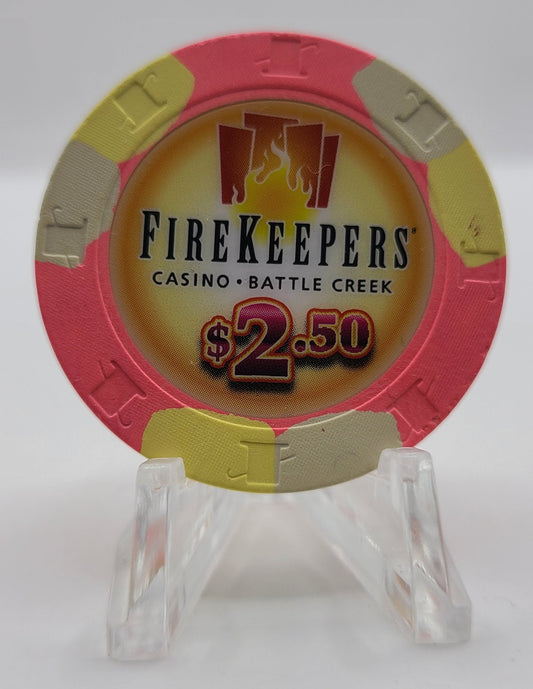 FIREKEEPERS®
CASINO • BATTLE CREEK
$2.50